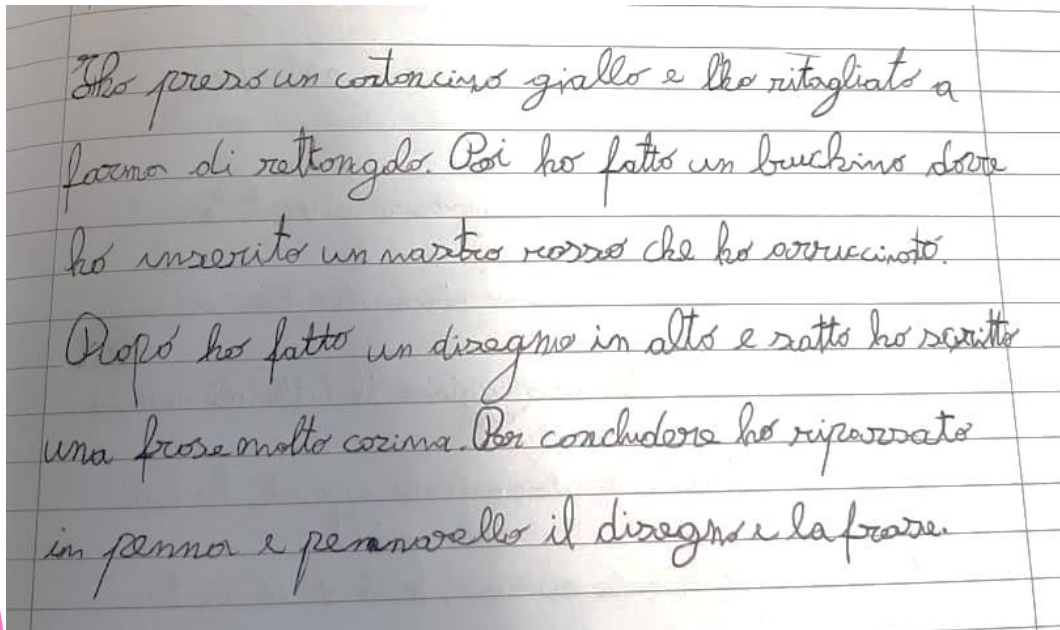 Io ho preso un cartoncino giallo e l'ho ritagliato a
forma di rettangolo. Poi ho fatto un buchino dove
ho inserito un nastro rosso che ho arruccinato.
Dopo ho fatto un disegno in alto e sotto ho scritto
una frase molto carina. Per concludere ho ripassato
in penna e pennarello il disegno e la frase.